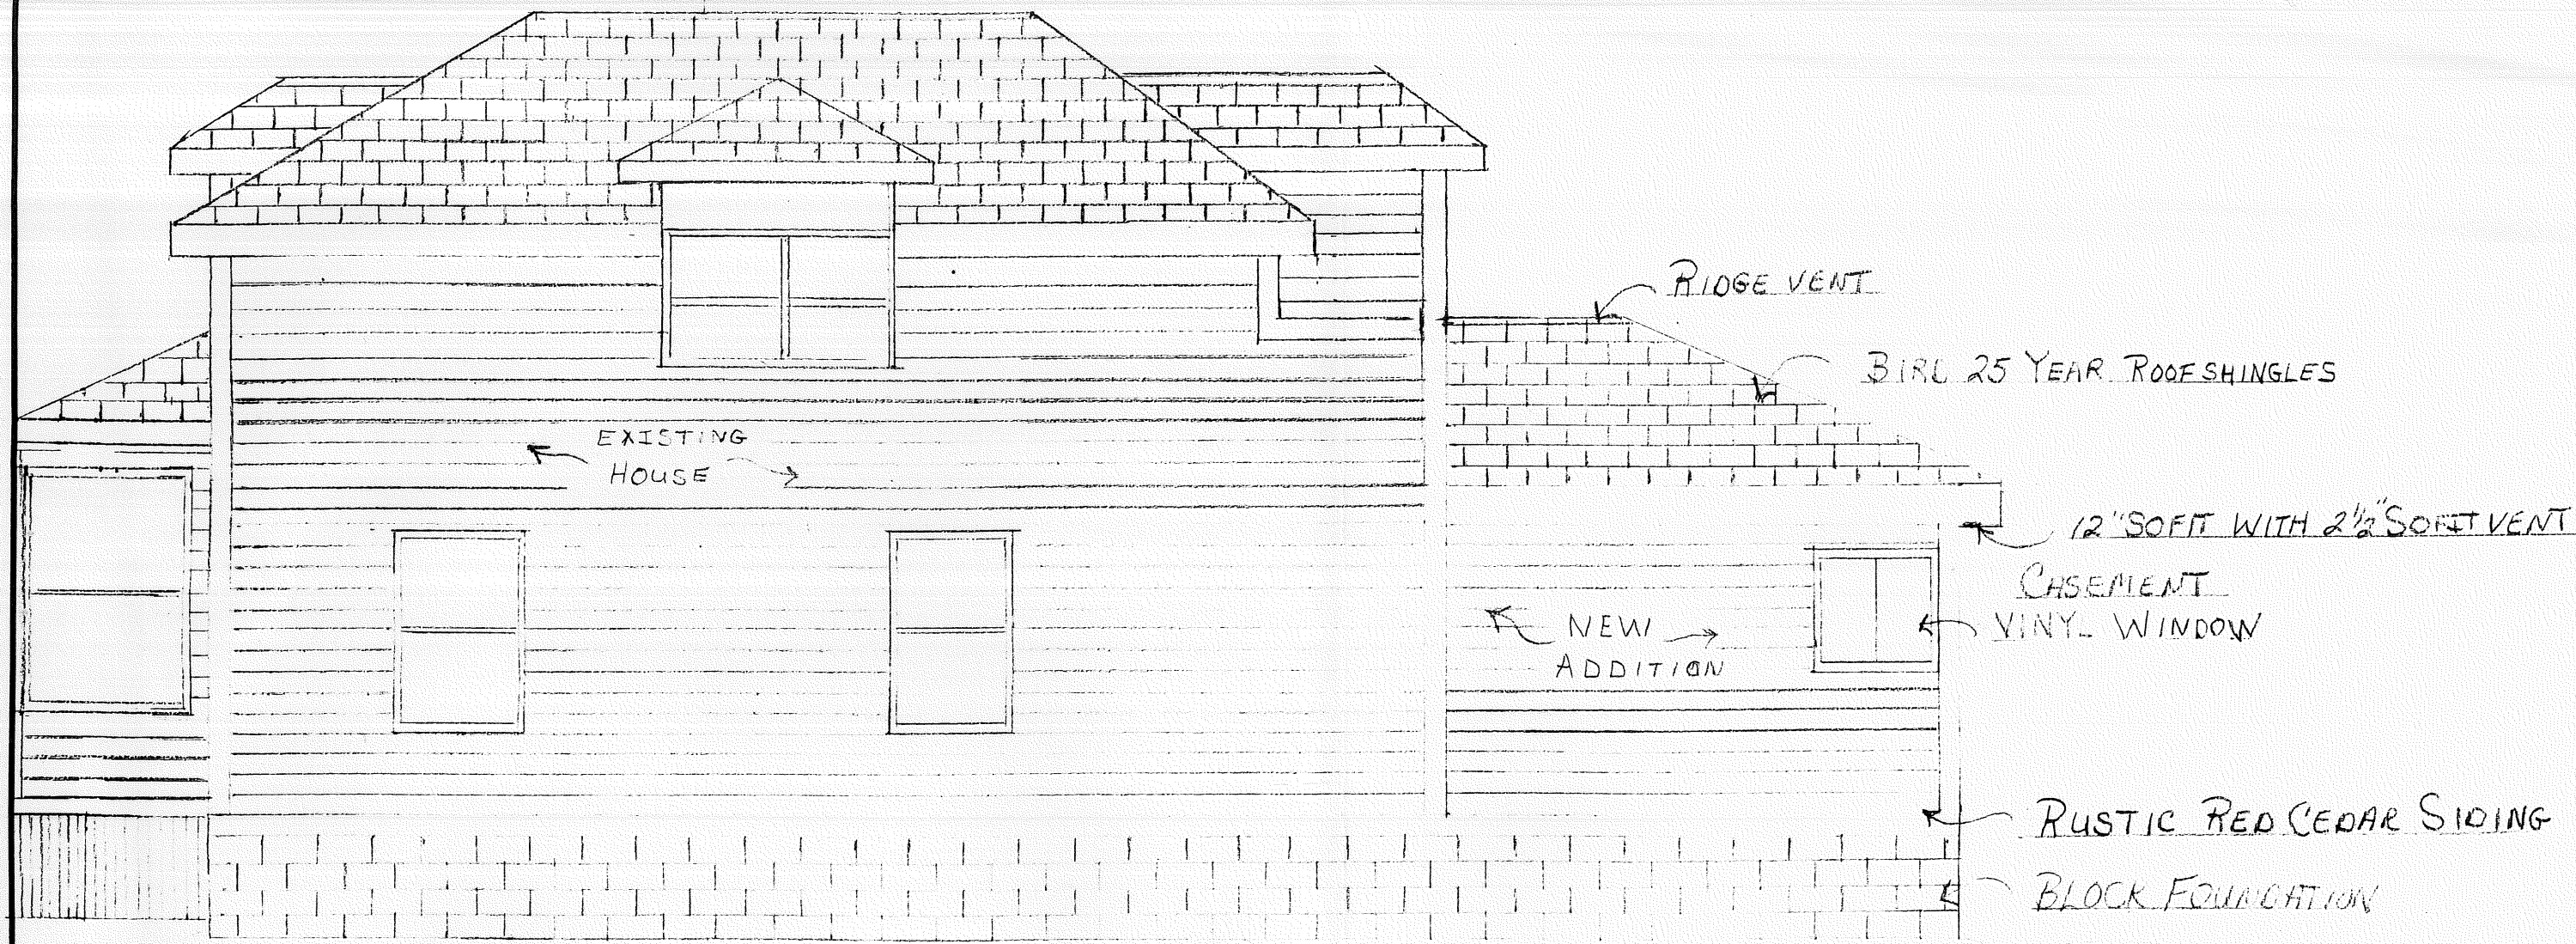 RIDGE VENT
BIRD 25 YEAR ROOFSHINGLES
EXISTING
HOUSE
12" SOFIT WITH 2½" SOFIT VENT
CASEMENT
VINYL WINDOW
NEW
ADDITION
RUSTIC RED CEDAR SIDING
BLOCK FOUNDATION